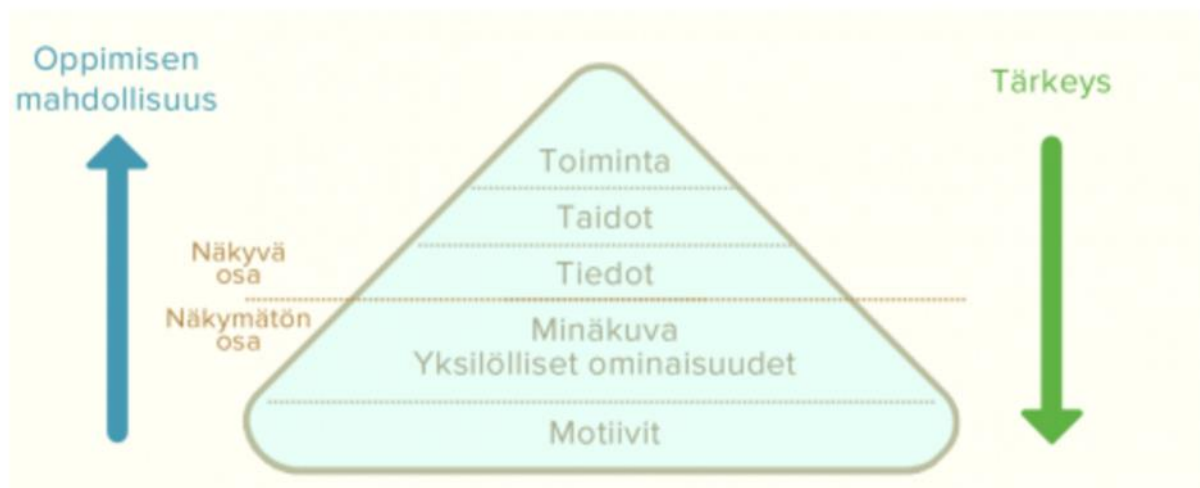 Oppimisen
mahdollisuus
Tärkeys
Toiminta
Taidot
Näkyvä
osa
Tiedot
Näkymätön
osa
Minäkuva
Yksilölliset ominaisuudet
Motiivit